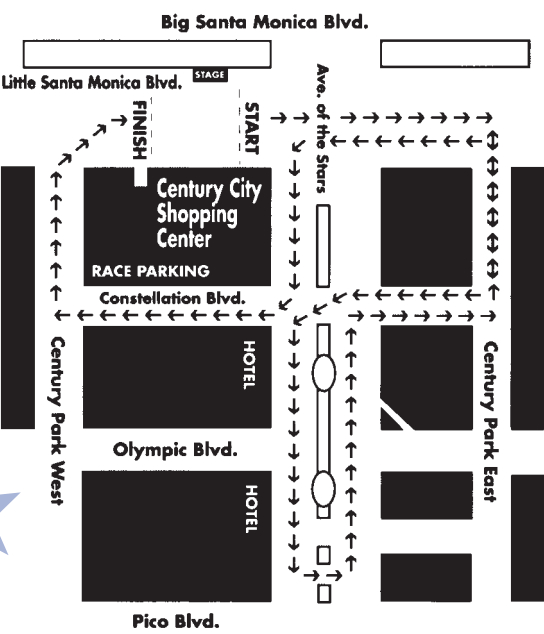 Big Santa Monica Blvd.
Little Santa Monica Blvd.
STAGE
FINISH
START
Ave. of the Stars
Century City
Shopping
Center
RACE PARKING
Constellation Blvd.
HOTEL
Century Park West
Century Park East
Olympic Blvd.
HOTEL
Pico Blvd.